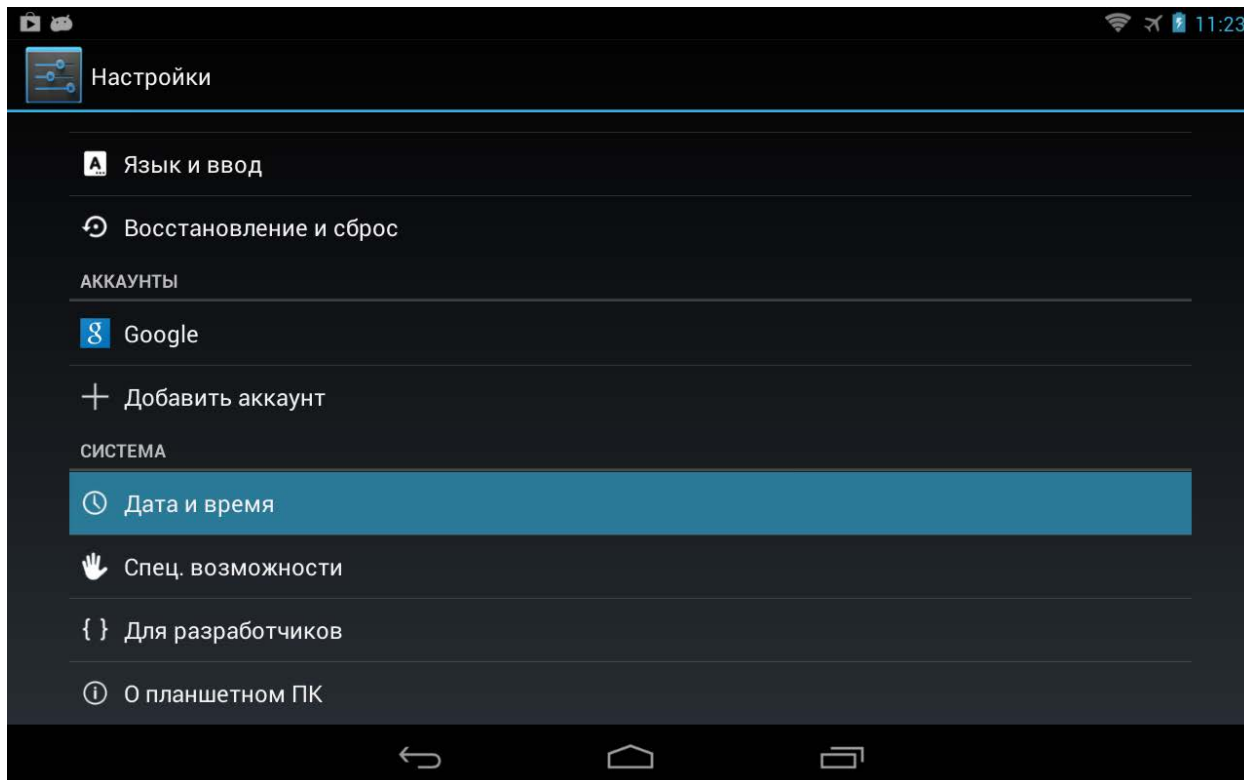 11:23
Настройки
Язык и ввод
Восстановление и сброс
АККАУНТЫ
Google
Добавить аккаунт
СИСТЕМА
Дата и время
Спец. возможности
{ } Для разработчиков
О планшетном ПК